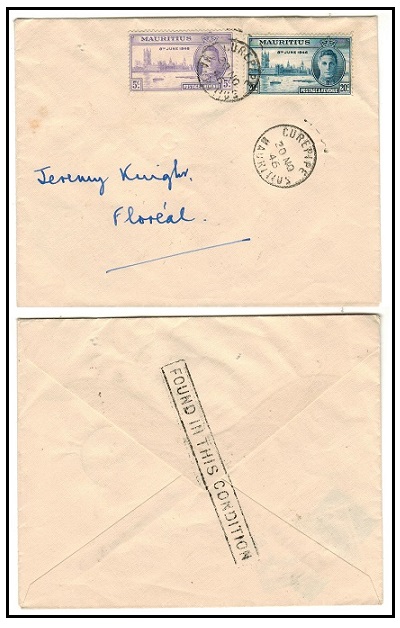 MAURITIUS
8TH JUNE 1946
5c
5c
POSTAGE & REVENUE
MAURITIUS
8TH JUNE 1946
POSTAGE & REVENUE
20c
CUREPIPE
20 NO
46
MAURITIUS
Jeremy Knight.
Floréal.
FOUND IN THIS CONDITION